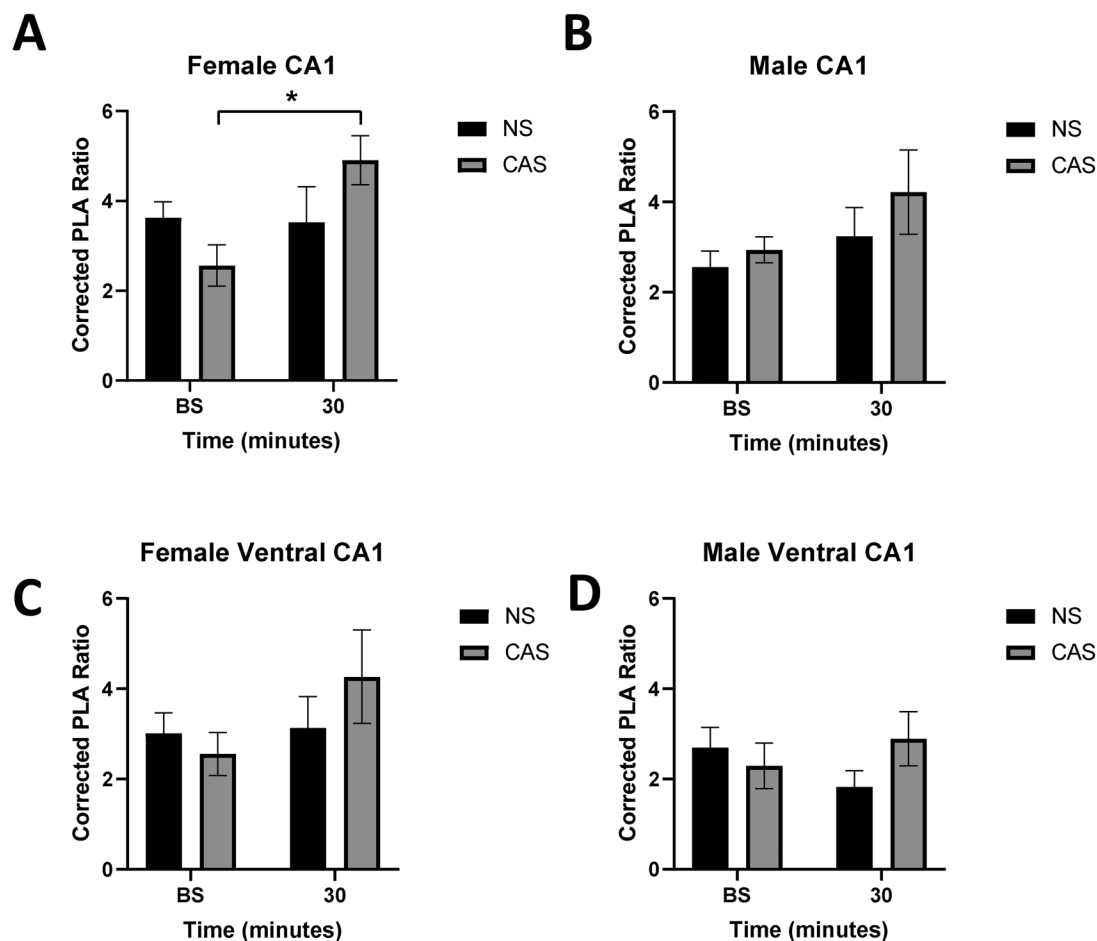 A
Female CA1
*
NS
CAS
Corrected PLA Ratio
6
4
2
0
BS
30
Time (minutes)
B
Male CA1
NS
CAS
Corrected PLA Ratio
6
4
2
0
BS
30
Time (minutes)
C
Female Ventral CA1
NS
CAS
Corrected PLA Ratio
6
4
2
0
BS
30
Time (minutes)
D
Male Ventral CA1
NS
CAS
Corrected PLA Ratio
6
4
2
0
BS
30
Time (minutes)